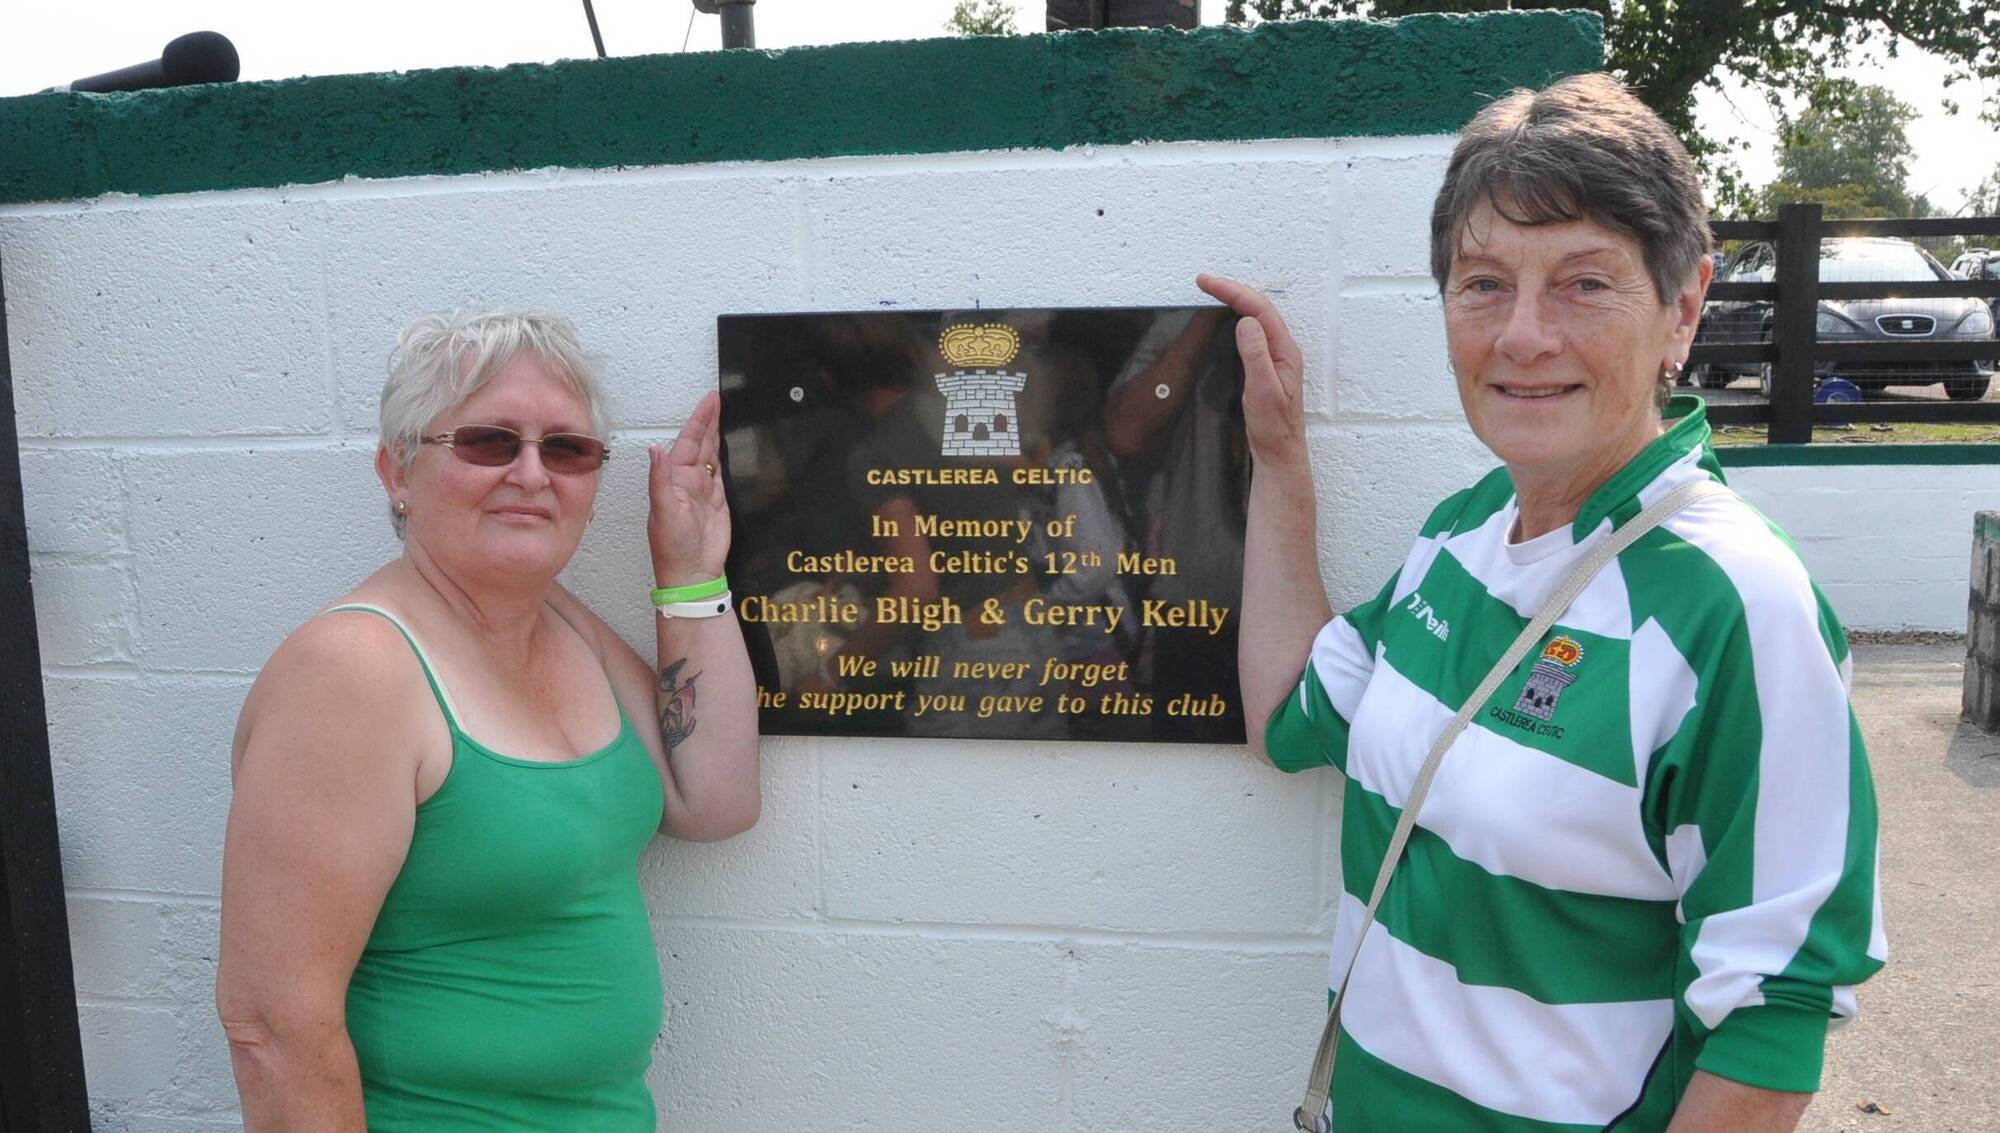 CASTLEREA CELTIC
In Memory of
Castlerea Celtic's 12th Men
Charlie Bligh & Gerry Kelly
We will never forget
he support you gave to this club
O'Neills
CASTLEREA CELTIC